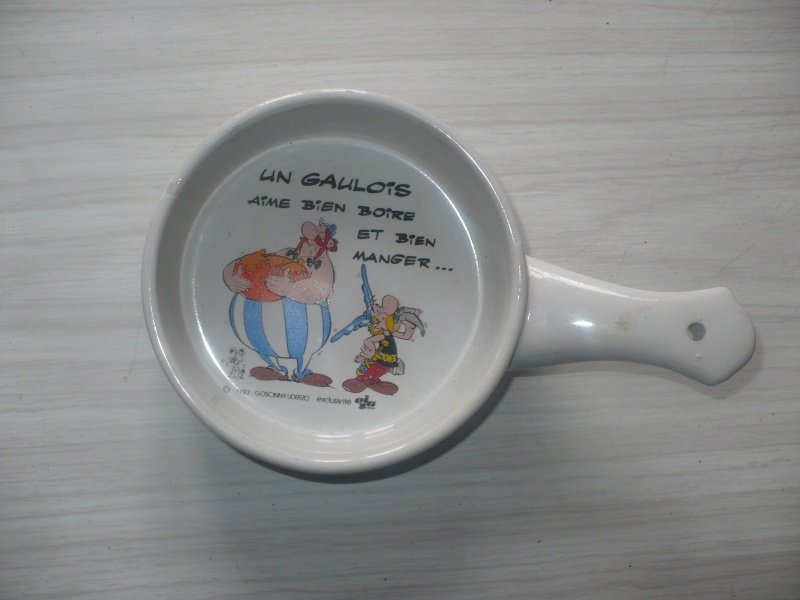 UN GAULOIS
AIME BIEN BOIRE
ET BIEN
MANGER...
© GOSCINNY UDERZO exclusivité